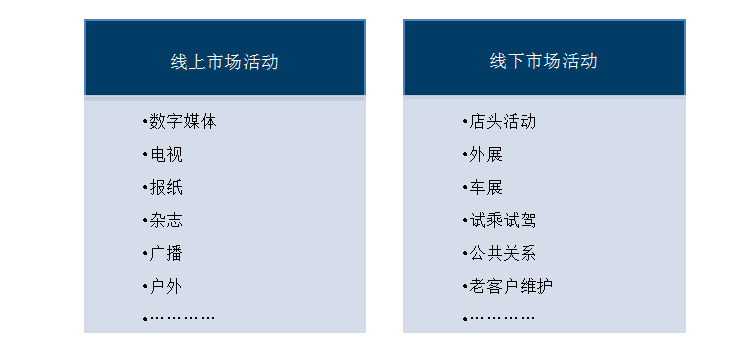 线上市场活动
•数字媒体
•电视
•报纸
•杂志
•广播
•户外
•…………
线下市场活动
•店头活动
•外展
•车展
•试乘试驾
•公共关系
•老客户维护
•…………